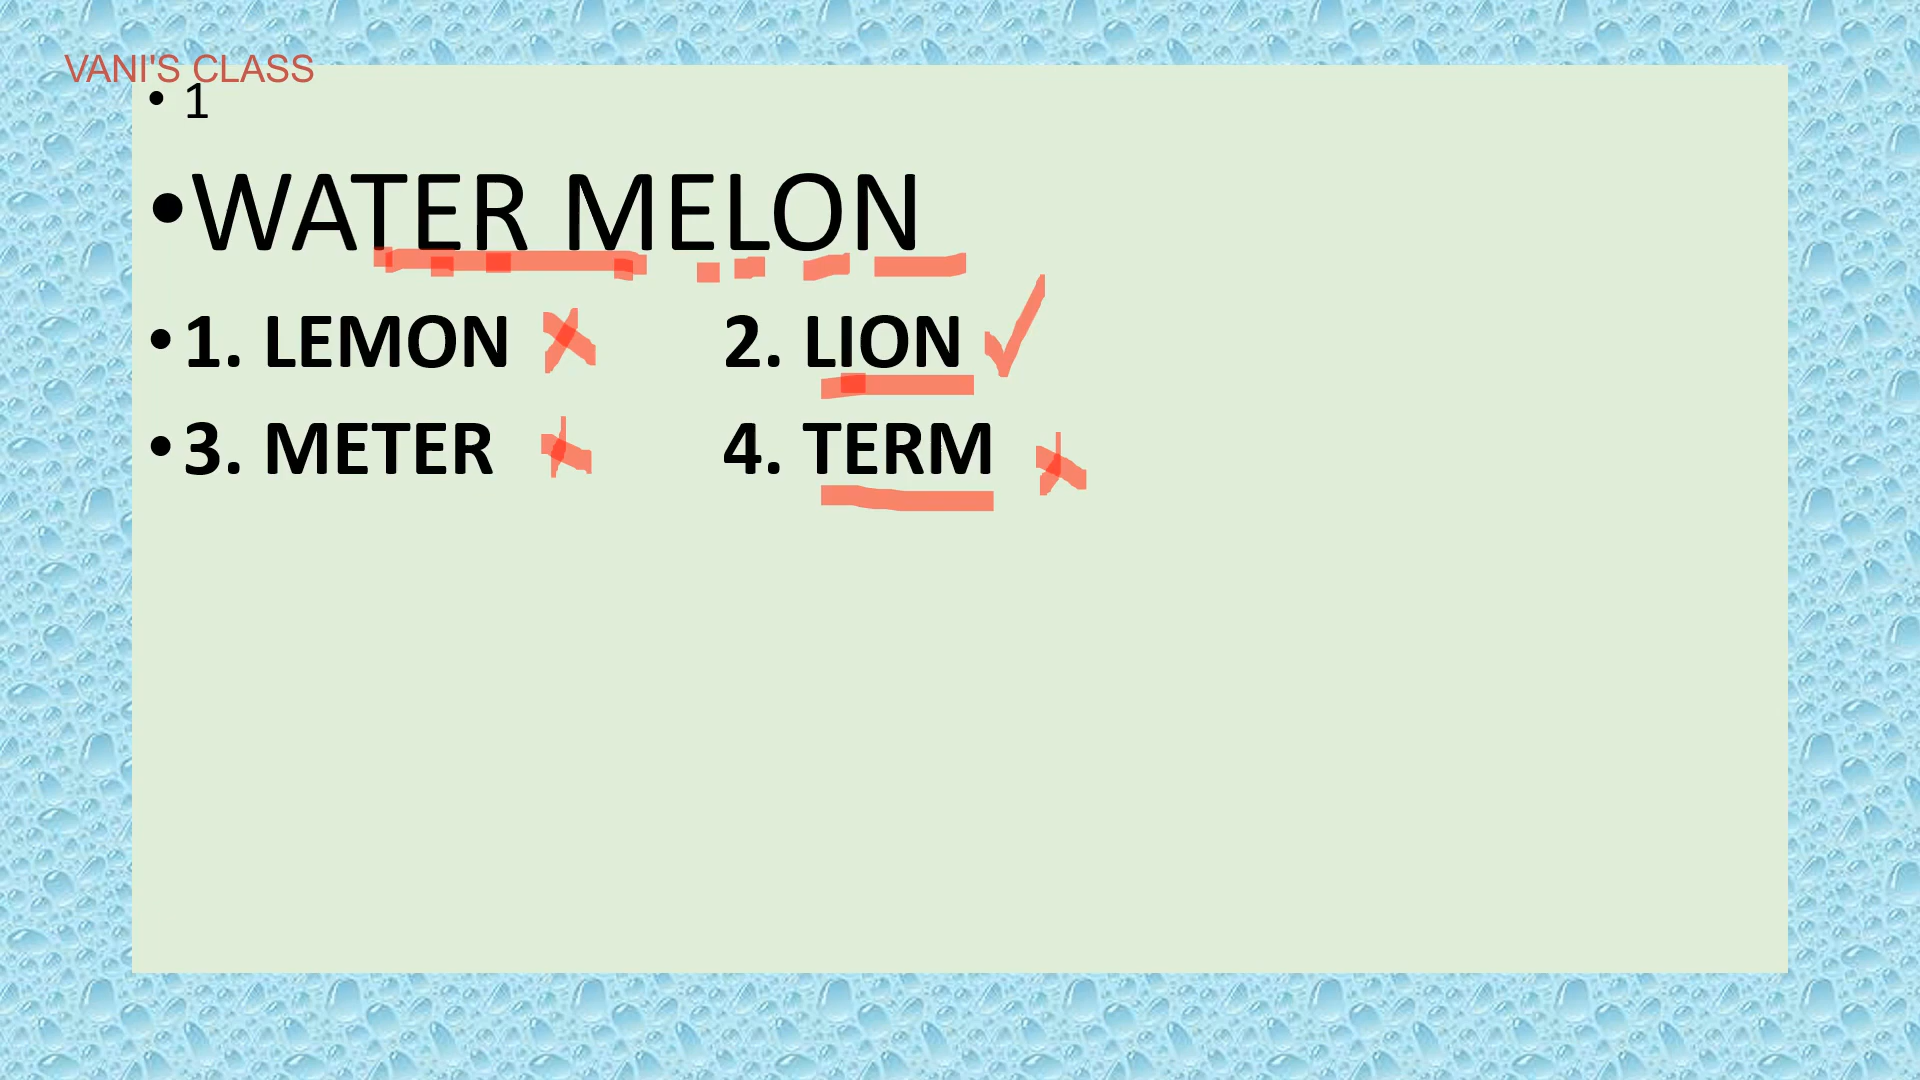 VANI'S CLASS
• 1
•WATER MELON
• 1. LEMON 2. LION
• 3. METER 4. TERM